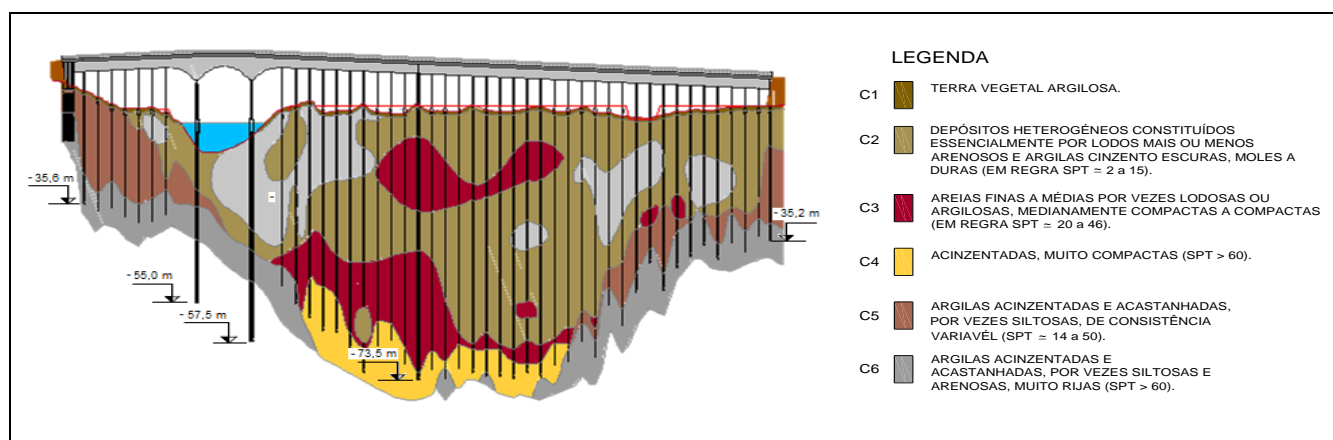 LEGENDA
C1 TERRA VEGETAL ARGILOSA.
C2 DEPÓSITOS HETEROGÉNEOS CONSTITUÍDOS
ESSENCIALMENTE POR LODOS MAIS OU MENOS
ARENOSOS E ARGILAS CINZENTO ESCURAS, MOLES A
DURAS (EM REGRA SPT ≃ 2 a 15).
C3 AREIAS FINAS A MÉDIAS POR VEZES LODOSAS OU
ARGILOSAS, MEDIANAMENTE COMPACTAS A COMPACTAS
(EM REGRA SPT ≃ 20 a 46).
C4 ACINZENTADAS, MUITO COMPACTAS (SPT > 60).
C5 ARGILAS ACINZENTADAS E ACASTANHADAS,
POR VEZES SILTOSAS, DE CONSISTÊNCIA
VARIAVÉL (SPT ≃ 14 a 50).
C6 ARGILAS ACINZENTADAS E
ACASTANHADAS, POR VEZES SILTOSAS E
ARENOSAS, MUITO RIJAS (SPT > 60).
- 35,6 m
- 55,0 m
- 57,5 m
- 73,5 m
- 35,2 m
-